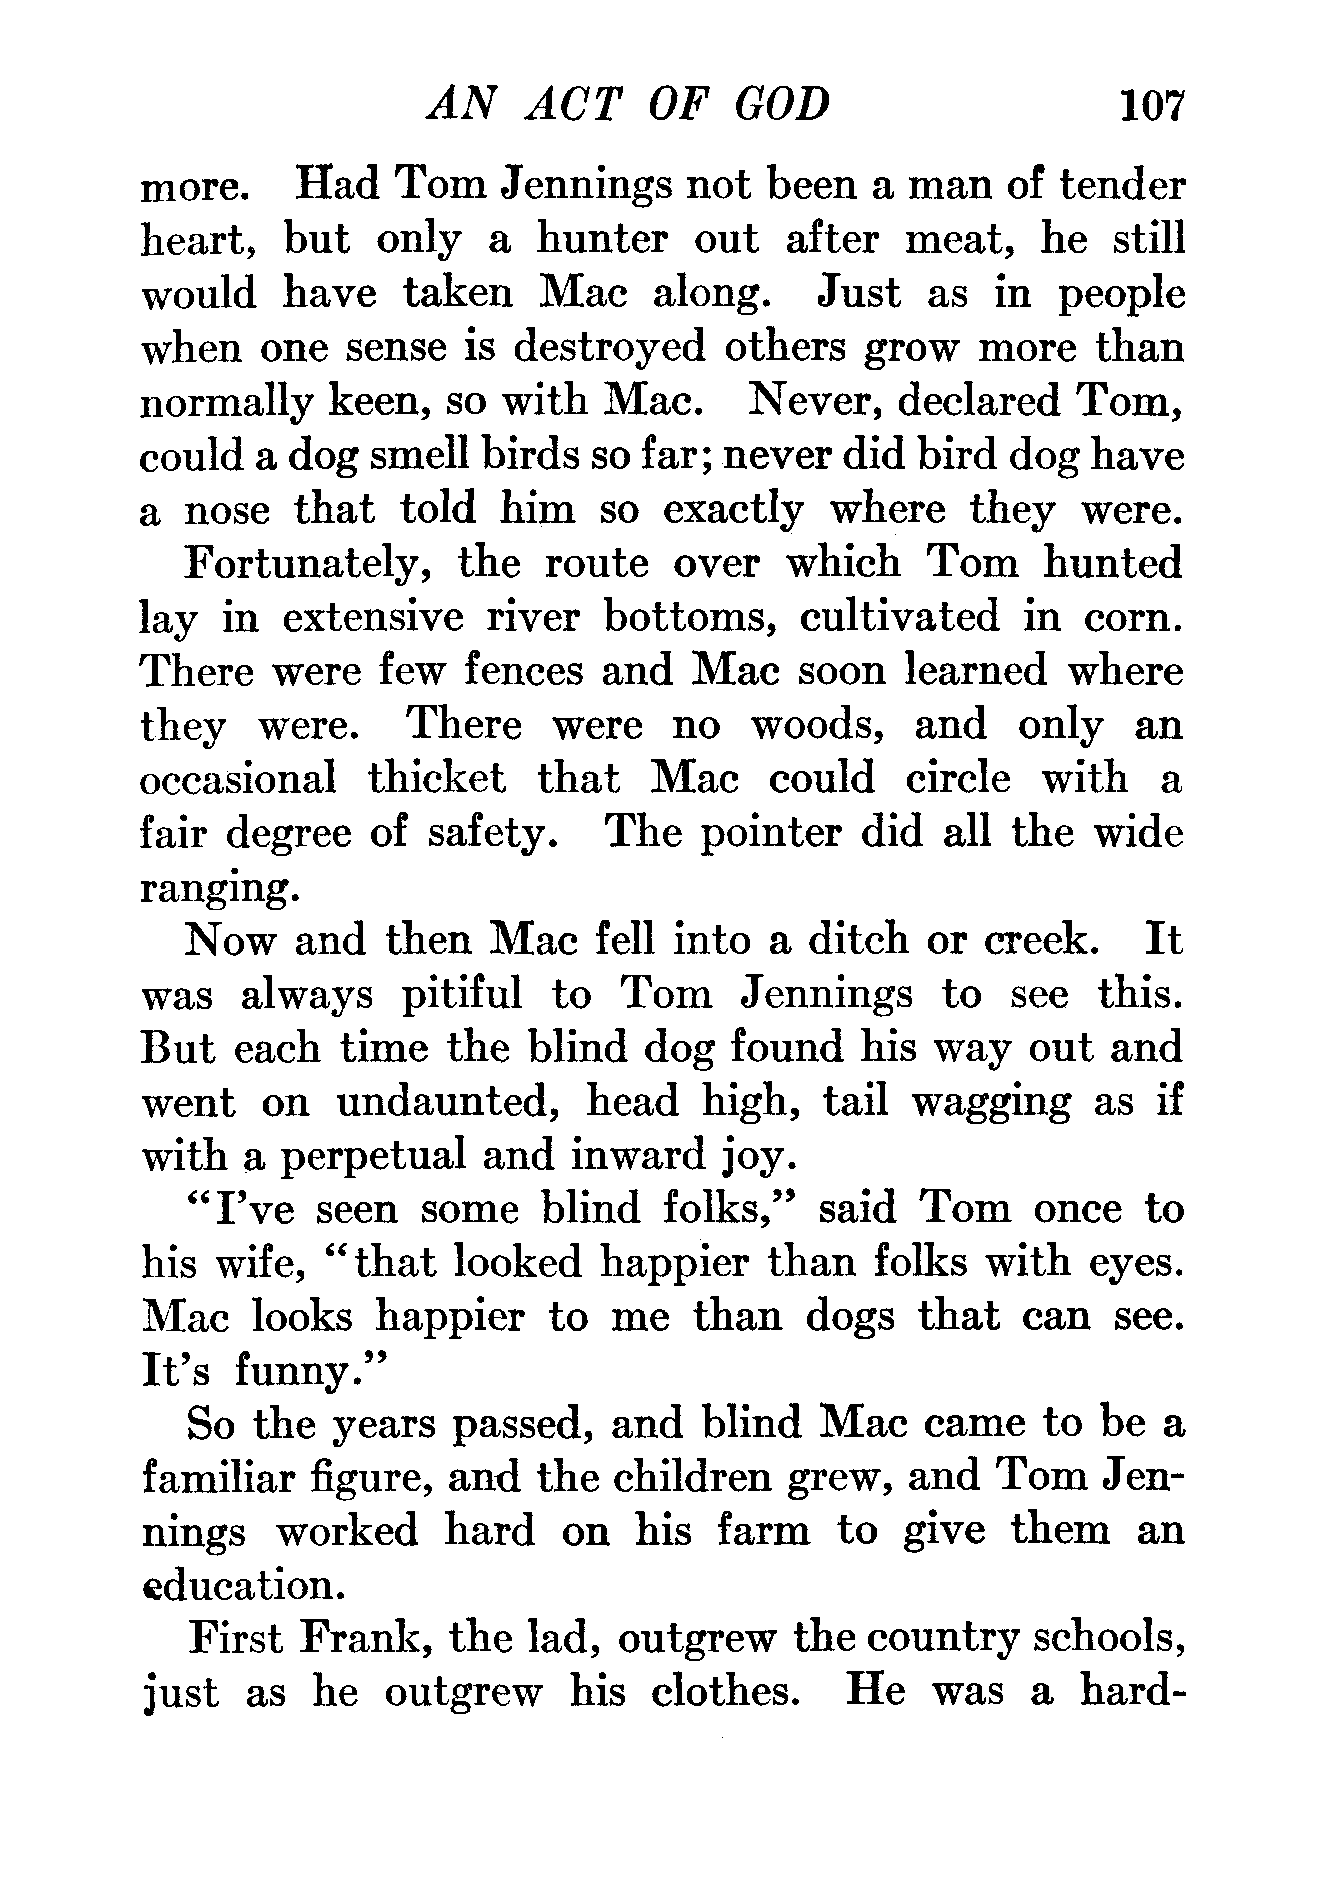 AN ACT OF GOD 107
more. Had Tom Jennings not been a man of tender
heart, but only a hunter out after meat, he still
would have taken Mac along. Just as in people
when one sense is destroyed others grow more than
normally keen, so with Mac. Never, declared Tom,
could a dog smell birds so far; never did bird dog have
a nose that told him so exactly where they were.
Fortunately, the route over which Tom hunted
lay in extensive river bottoms, cultivated in corn.
There were few fences and Mac soon learned where
they were. There were no woods, and only an
occasional thicket that Mac could circle with a
fair degree of safety. The pointer did all the wide
ranging.
Now and then Mac fell into a ditch or creek. It
was always pitiful to Tom Jennings to see this.
But each time the blind dog found his way out and
went on undaunted, head high, tail wagging as if
with a perpetual and inward joy.
“I’ve seen some blind folks,” said Tom once to
his wife, “that looked happier than folks with eyes.
Mac looks happier to me than dogs that can see.
It’s funny.”
So the years passed, and blind Mac came to be a
familiar figure, and the children grew, and Tom Jen-
nings worked hard on his farm to give them an
education.
First Frank, the lad, outgrew the country schools,
just as he outgrew his clothes. He was a hard-